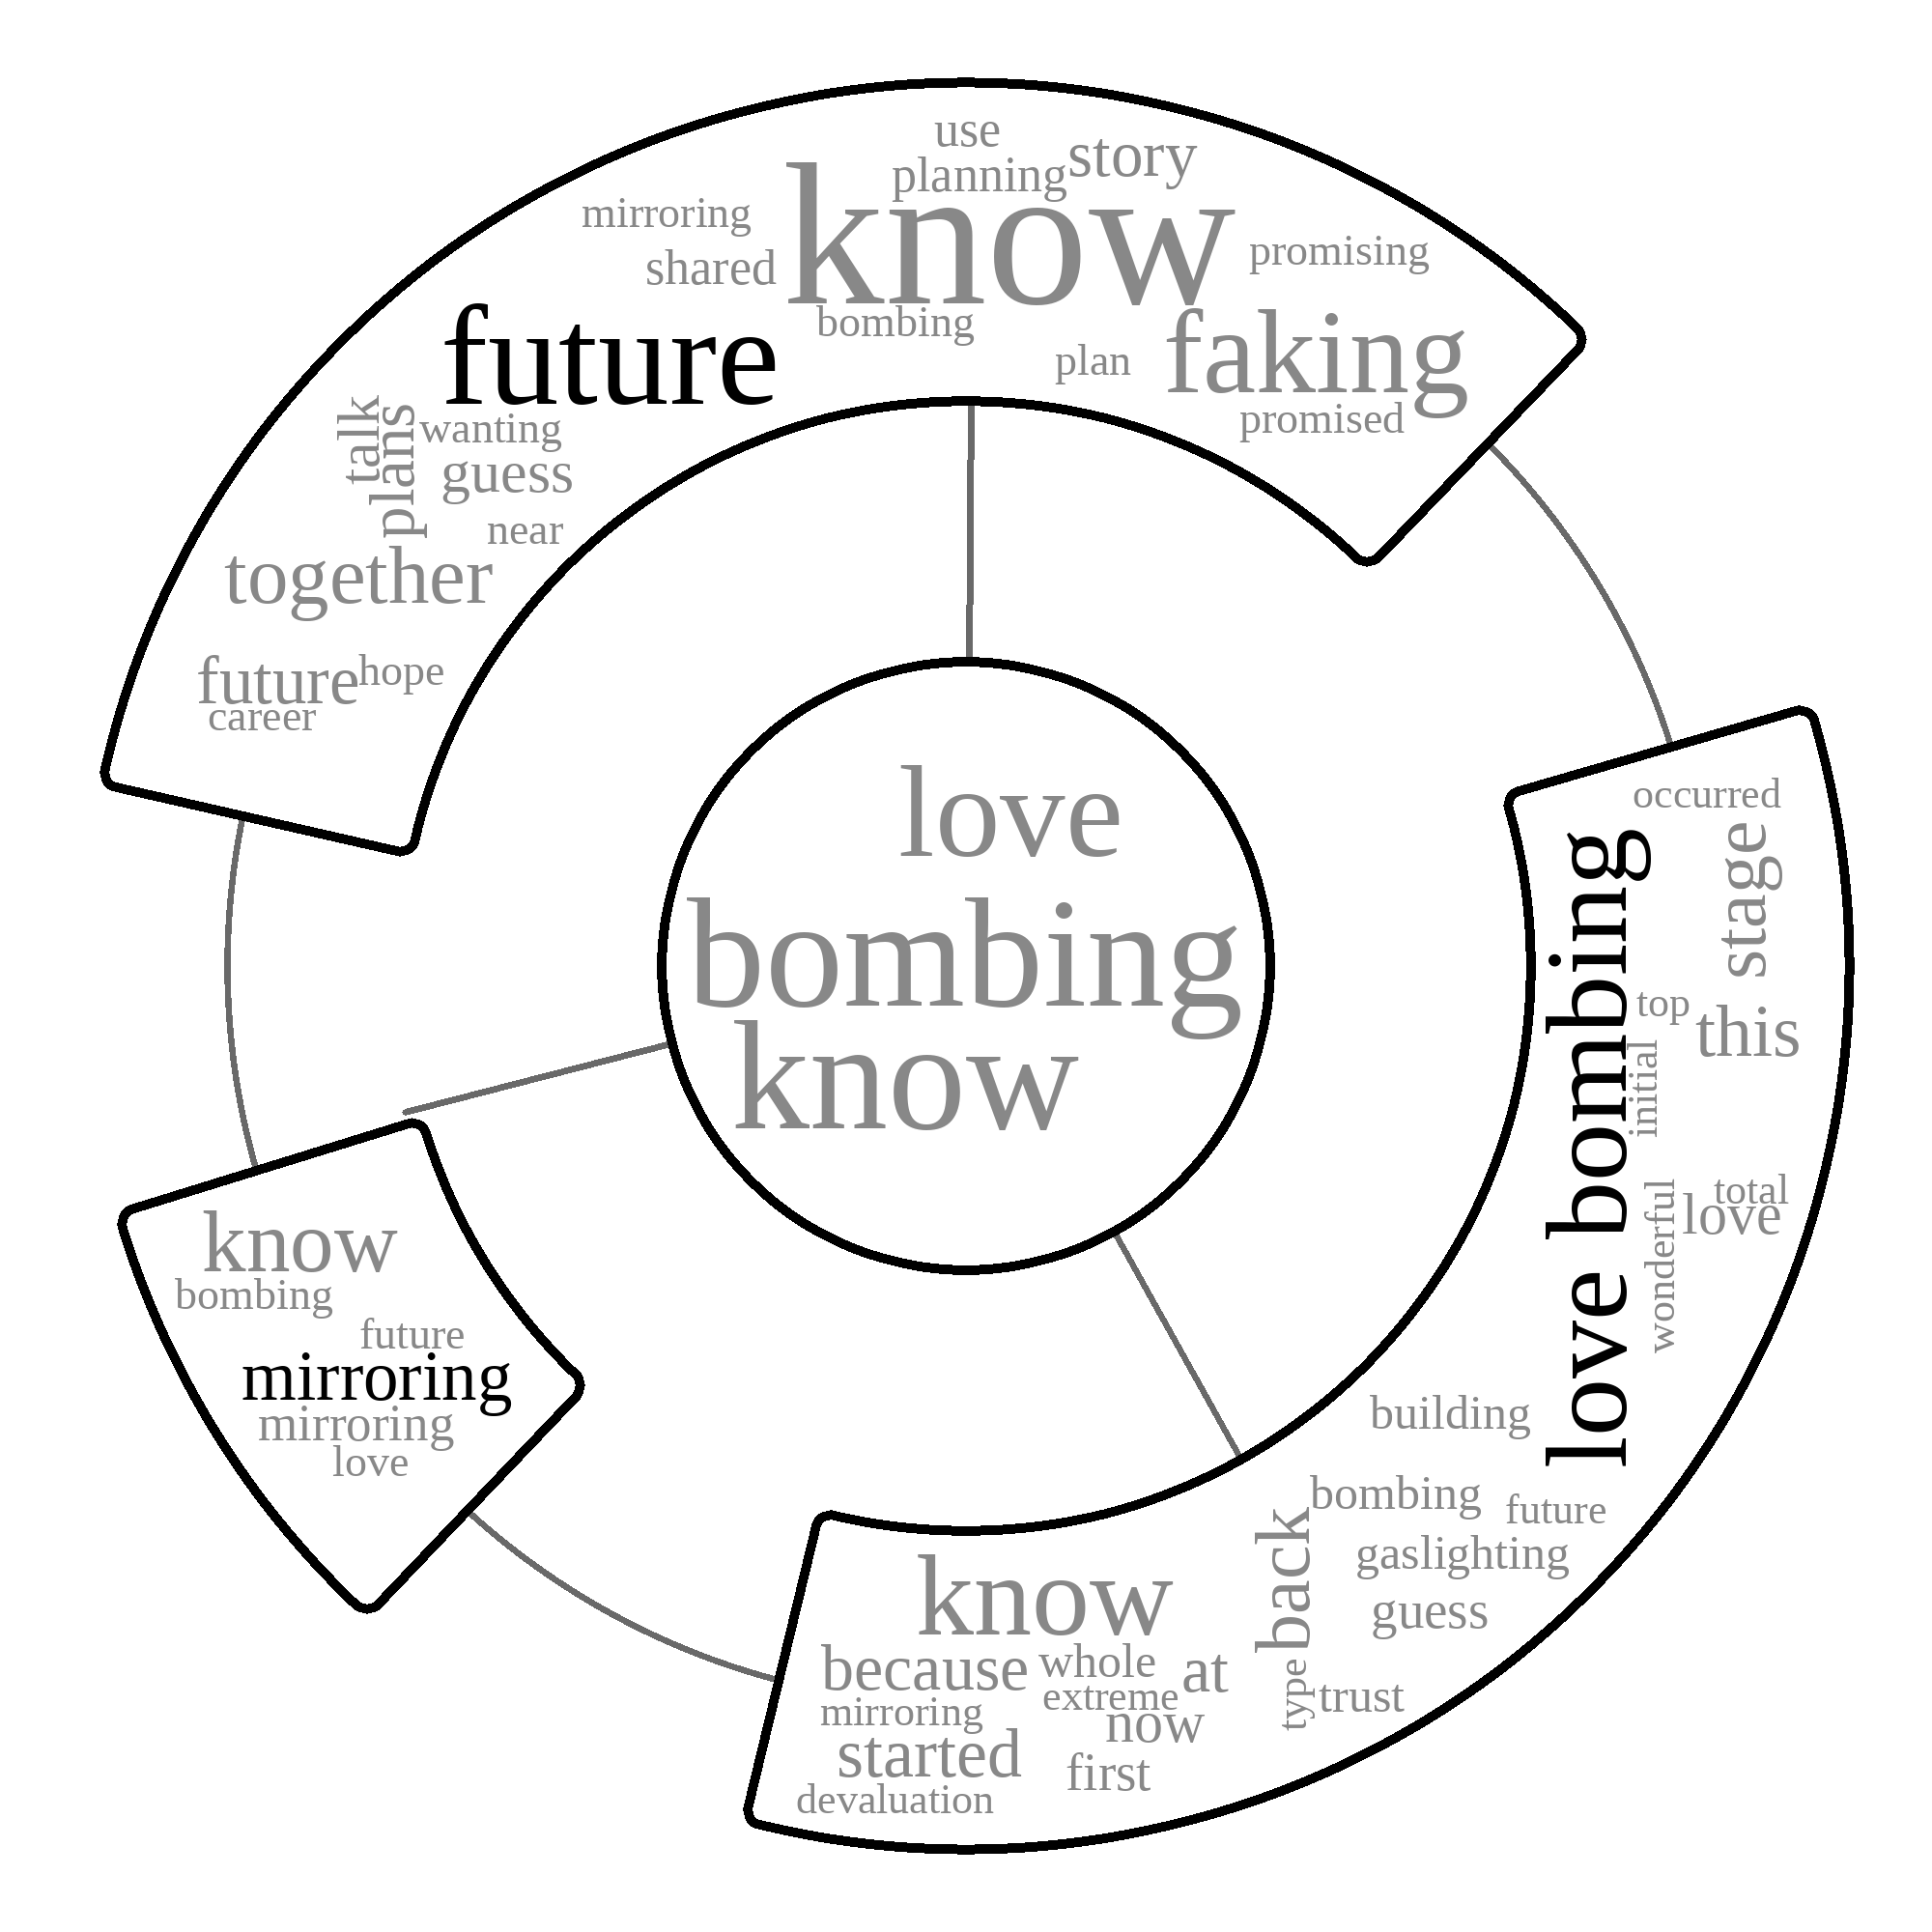 use
planning
story
know
mirroring
shared
promising
bombing
future
plan
faking
promised
talk
plans
wanting
guess
near
together
future
hope
career
love
bombing
know
occurred
stage
love bombing
top
this
initial
total
love
wonderful
building
bombing
future
back
gaslighting
guess
type
trust
know
because
whole
at
extreme
mirroring
now
started
first
devaluation
know
bombing
future
mirroring
mirroring
love